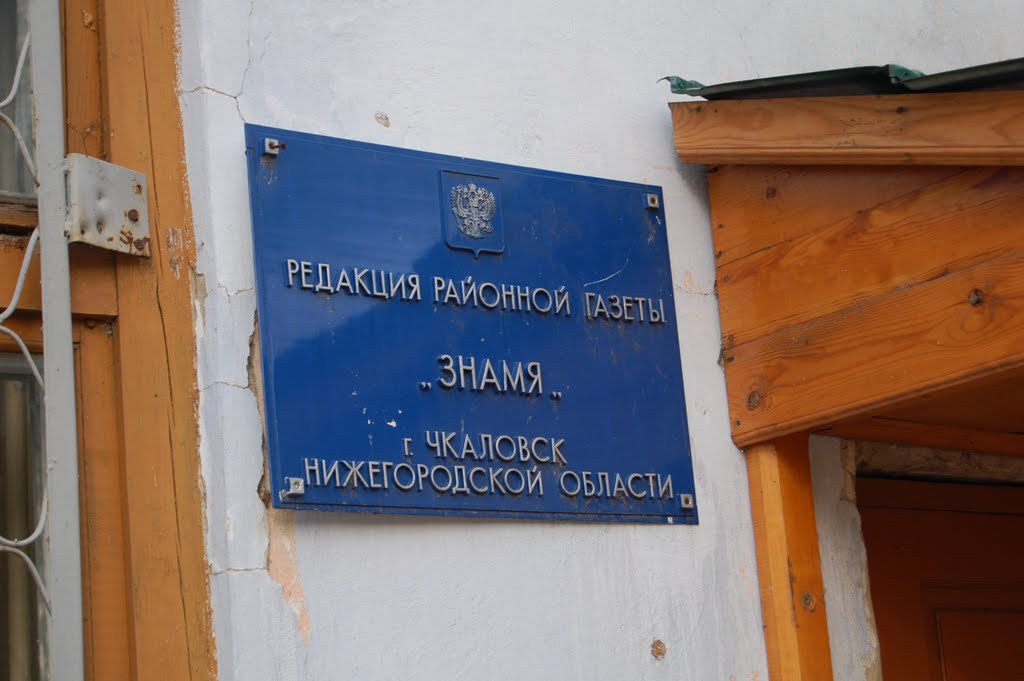 РЕДАКЦИЯ РАЙОННОЙ ГАЗЕТЫ
„ЗНАМЯ„
г. ЧКАЛОВСК
НИЖЕГОРОДСКОЙ ОБЛАСТИ